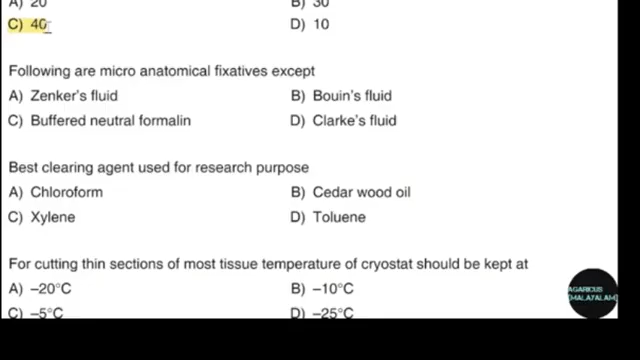 A) 20 B) 30
C) 40 D) 10
Following are micro anatomical fixatives except
A) Zenker's fluid B) Bouin's fluid
C) Buffered neutral formalin D) Clarke's fluid
Best clearing agent used for research purpose
A) Chloroform B) Cedar wood oil
C) Xylene D) Toluene
For cutting thin sections of most tissue temperature of cryostat should be kept at
A) –20°C B) –10°C
C) –5°C D) –25°C
AGARICUS
[MALAYALAM]